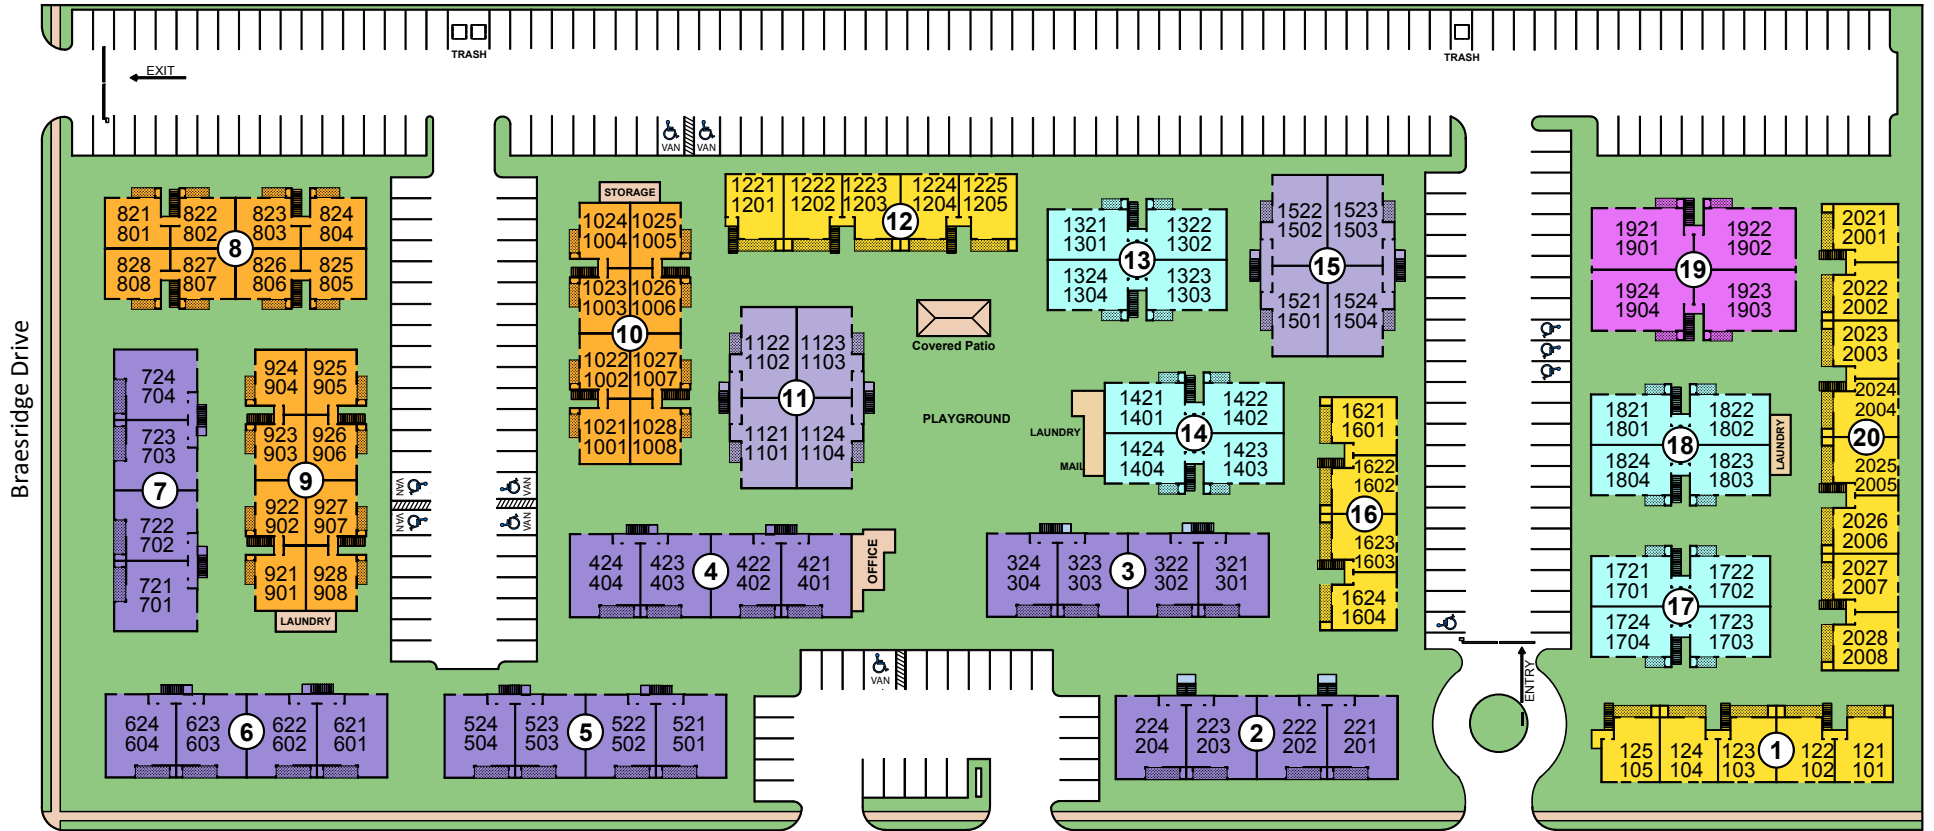 TRASH
TRASH
EXIT
VAN
VAN
Braesridge Drive
821 822 823 824
801 802 803 804
8
828 827 826 825
808 807 806 805
STORAGE
1024 1025
1004 1005
1023 1026
1003 1006
10
1022 1027
1002 1007
1021 1028
1001 1008
1221 1222 1223 1224 1225
1201 1202 1203 1204 1205
12
1321 1322
1301 1302
13
1324 1323
1304 1303
1522 1523
1502 1503
15
1521 1524
1501 1504
1921 1922
1901 1902
19
1924 1923
1904 1903
2021
2001
2022
2002
2023
2003
2024
2004
20
2025
2005
2026
2006
2027
2007
2028
2008
724
704
723
703
7
722
702
721
701
924 925
904 905
923 926
903 906
9
922 927
902 907
921 928
901 908
LAUNDRY
VAN
VAN
VAN
VAN
1122 1123
1102 1103
11
1121 1124
1101 1104
Covered Patio
PLAYGROUND
LAUNDRY
MAIL
1421 1422
1401 1402
14
1424 1423
1404 1403
1621
1601
1622
1602
16
1623
1603
1624
1604
1821 1822
1801 1802
18
1824 1823
1804 1803
LAUNDRY
424 423 422 421
404 403 402 401
4
OFFICE
324 323 322 321
304 303 302 301
3
1721 1722
1701 1702
17
1724 1723
1704 1703
624 623 622 621
604 603 602 601
6
524 523 522 521
504 503 502 501
5
VAN
224 223 222 221
204 203 202 201
2
ENTRY
125 124 123 122 121
105 104 103 102 101
1